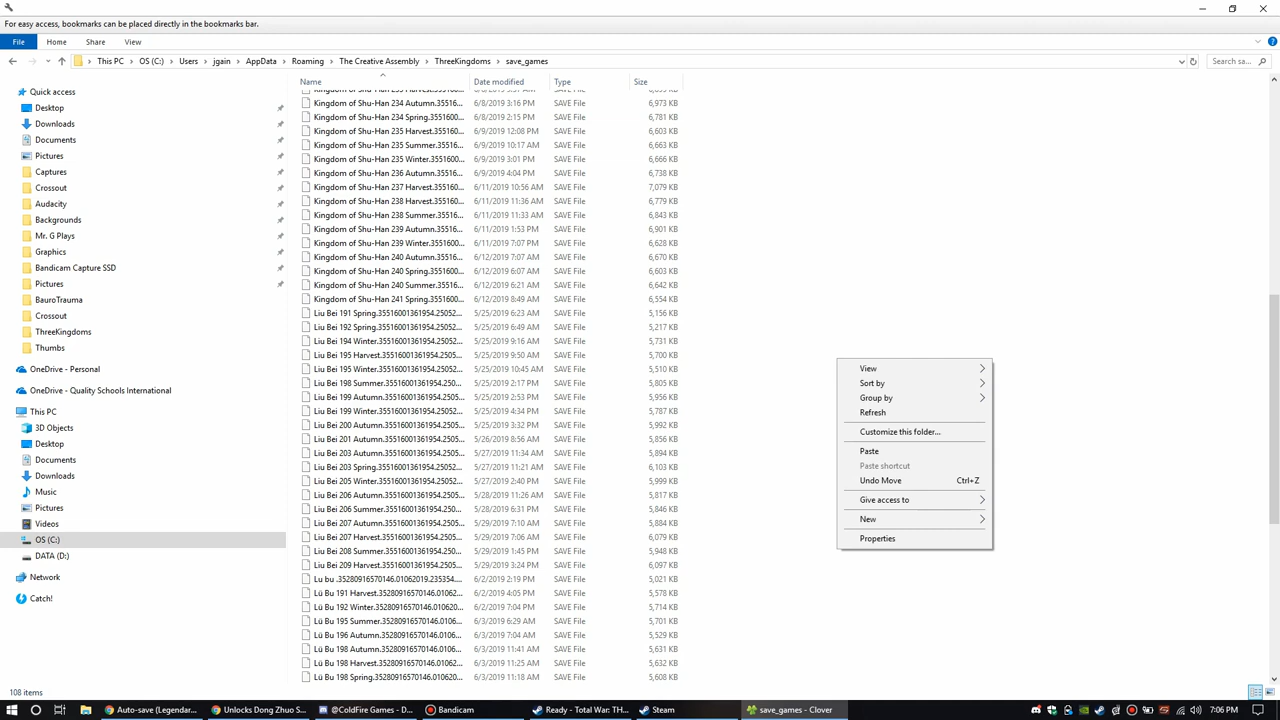 For easy access, bookmarks can be placed directly in the bookmarks bar.
File Home Share View
This PC OS (C:) Users jgain AppData Roaming The Creative Assembly ThreeKingdoms save_games Search sa...
Name Date modified Type Size
Quick access
Desktop
Downloads
Documents
Pictures
Captures
Crossout
Audacity
Backgrounds
Mr. G Plays
Graphics
Bandicam Capture SSD
Pictures
BauroTrauma
Crossout
ThreeKingdoms
Thumbs
OneDrive - Personal
OneDrive - Quality Schools International
This PC
3D Objects
Desktop
Documents
Downloads
Music
Pictures
Videos
OS (C:)
DATA (D:)
Network
Catch!
Kingdom of Shu-Han 234 Autumn.35516... 6/8/2019 3:16 PM SAVE File 6,973 KB
Kingdom of Shu-Han 234 Spring.3551600... 6/8/2019 2:15 PM SAVE File 6,781 KB
Kingdom of Shu-Han 235 Harvest.355160... 6/9/2019 12:08 PM SAVE File 6,603 KB
Kingdom of Shu-Han 235 Summer.35516... 6/9/2019 10:17 AM SAVE File 6,663 KB
Kingdom of Shu-Han 235 Winter.3551600... 6/9/2019 3:01 PM SAVE File 6,666 KB
Kingdom of Shu-Han 236 Autumn.35516... 6/9/2019 4:04 PM SAVE File 6,738 KB
Kingdom of Shu-Han 237 Harvest.355160... 6/11/2019 10:56 AM SAVE File 7,079 KB
Kingdom of Shu-Han 238 Harvest.355160... 6/11/2019 11:36 AM SAVE File 6,779 KB
Kingdom of Shu-Han 238 Summer.35516... 6/11/2019 11:33 AM SAVE File 6,843 KB
Kingdom of Shu-Han 239 Autumn.35516... 6/11/2019 1:53 PM SAVE File 6,901 KB
Kingdom of Shu-Han 239 Winter.3551600... 6/11/2019 7:07 PM SAVE File 6,628 KB
Kingdom of Shu-Han 240 Autumn.35516... 6/12/2019 7:07 AM SAVE File 6,670 KB
Kingdom of Shu-Han 240 Spring.3551600... 6/12/2019 6:07 AM SAVE File 6,603 KB
Kingdom of Shu-Han 240 Summer.35516... 6/12/2019 6:21 AM SAVE File 6,642 KB
Kingdom of Shu-Han 241 Spring.3551600... 6/12/2019 8:49 AM SAVE File 6,554 KB
Liu Bei 191 Spring.35516001361954.25052... 5/25/2019 6:23 AM SAVE File 5,156 KB
Liu Bei 192 Spring.35516001361954.25052... 5/25/2019 6:49 AM SAVE File 5,217 KB
Liu Bei 194 Winter.35516001361954.25052... 5/25/2019 9:16 AM SAVE File 5,731 KB
Liu Bei 195 Harvest.35516001361954.2505... 5/25/2019 9:50 AM SAVE File 5,700 KB
Liu Bei 195 Winter.35516001361954.25052... 5/25/2019 10:45 AM SAVE File 5,510 KB
Liu Bei 198 Summer.35516001361954.2505... 5/25/2019 2:17 PM SAVE File 5,805 KB
Liu Bei 199 Autumn.35516001361954.2505... 5/25/2019 2:53 PM SAVE File 5,956 KB
Liu Bei 199 Winter.35516001361954.25052... 5/25/2019 4:34 PM SAVE File 5,787 KB
Liu Bei 200 Autumn.35516001361954.2505... 5/26/2019 3:32 PM SAVE File 5,992 KB
Liu Bei 201 Autumn.35516001361954.2505... 5/26/2019 8:56 AM SAVE File 5,856 KB
Liu Bei 203 Autumn.35516001361954.2505... 5/27/2019 11:34 AM SAVE File 5,894 KB
Liu Bei 203 Spring.35516001361954.25052... 5/27/2019 11:21 AM SAVE File 6,103 KB
Liu Bei 205 Winter.35516001361954.25052... 5/27/2019 2:40 PM SAVE File 5,999 KB
Liu Bei 206 Autumn.35516001361954.2505... 5/28/2019 11:26 AM SAVE File 5,817 KB
Liu Bei 206 Summer.35516001361954.2505... 5/28/2019 6:31 PM SAVE File 5,846 KB
Liu Bei 207 Autumn.35516001361954.2505... 5/29/2019 7:10 PM SAVE File 5,884 KB
Liu Bei 207 Harvest.35516001361954.2505... 5/29/2019 7:06 PM SAVE File 6,079 KB
Liu Bei 208 Summer.35516001361954.2505... 5/29/2019 1:45 PM SAVE File 5,948 KB
Liu Bei 209 Harvest.35516001361954.2505... 5/29/2019 3:24 PM SAVE File 6,097 KB
Lu bu .35280916570146.01062019.235354.... 6/2/2019 2:19 PM SAVE File 5,021 KB
Lü Bu 191 Harvest.35280916570146.01062... 6/2/2019 4:05 PM SAVE File 5,578 KB
Lü Bu 192 Winter.35280916570146.010620... 6/2/2019 7:04 PM SAVE File 5,714 KB
Lü Bu 195 Summer.35280916570146.0106... 6/3/2019 6:29 AM SAVE File 5,701 KB
Lü Bu 196 Autumn.35280916570146.0106... 6/3/2019 7:04 AM SAVE File 5,529 KB
Lü Bu 198 Autumn.35280916570146.0106... 6/3/2019 11:41 AM SAVE File 5,631 KB
Lü Bu 198 Harvest.35280916570146.01062... 6/3/2019 11:25 AM SAVE File 5,632 KB
Lü Bu 198 Spring.35280916570146.010620... 6/3/2019 11:18 AM SAVE File 5,608 KB
View
Sort by
Group by
Refresh
Customize this folder...
Paste
Paste shortcut
Undo Move Ctrl+Z
Give access to
New
Properties
108 items
Auto-save (Legendar... Unlocks Dong Zhuo S... @ColdFire Games - D... Bandicam Ready - Total War: TH... Steam save_games - Clover 7:06 PM